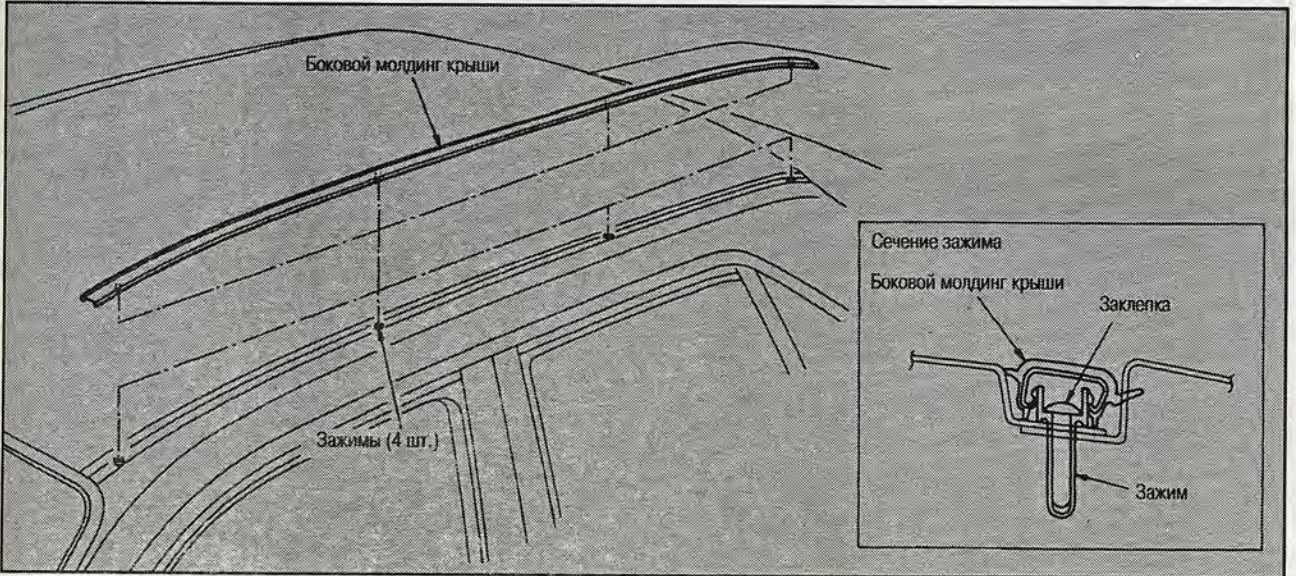 Боковой молдинг крыши
Зажимы (4 шт.)
Сечение зажима
Боковой молдинг крыши
Заклепка
Зажим